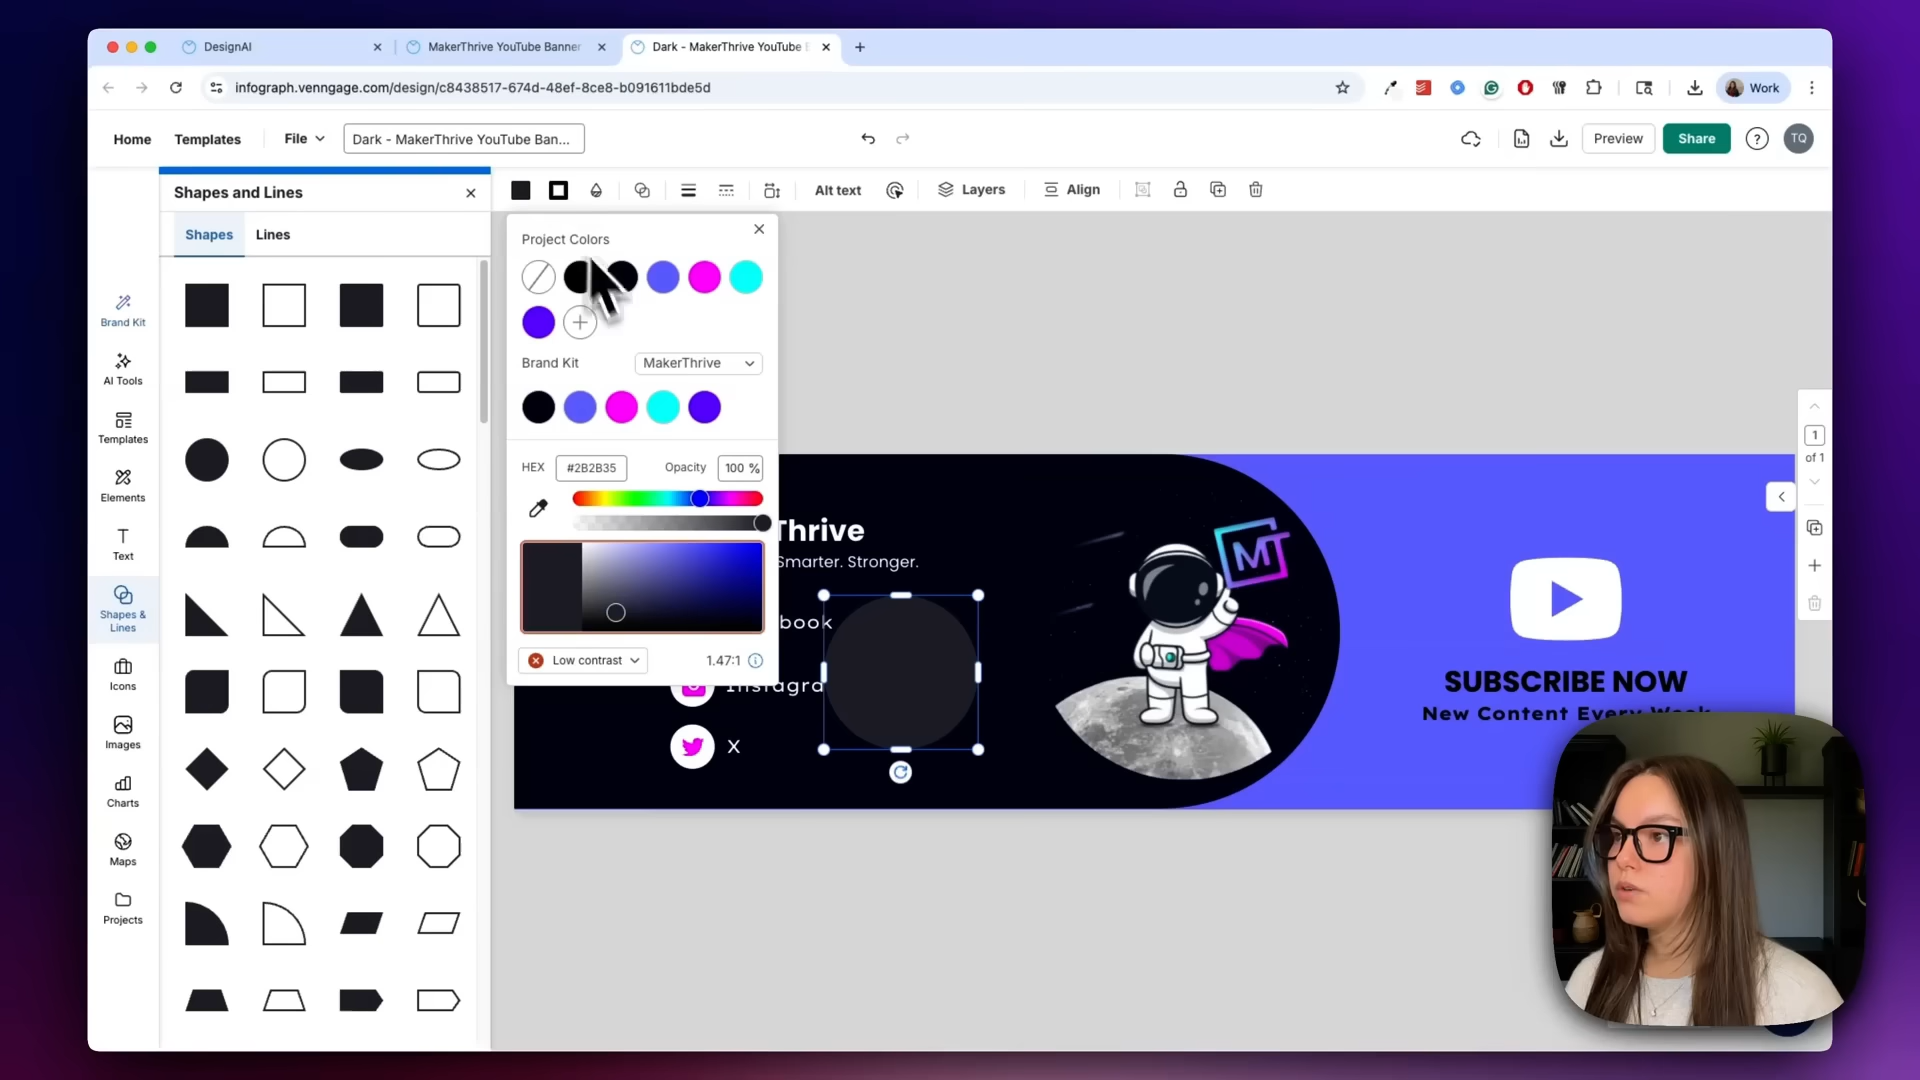 DesignAI
MakerThrive YouTube Banner
Dark - MakerThrive YouTube B
infograph.venngage.com/design/c8438517-674d-48ef-8ce8-b091611bde5d
Work
Home
Templates
File
Dark - MakerThrive YouTube Ban...
Preview
Share
?
TQ
Shapes and Lines
Alt text
Layers
Align
Shapes
Lines
Project Colors
Brand Kit
MakerThrive
HEX
#2B2B35
Opacity
100 %
Low contrast
1.47:1
Brand Kit
AI Tools
Templates
Elements
Text
Shapes &
Lines
Icons
Images
Charts
Maps
Projects
Thrive
Smarter. Stronger.
book
Instagra
X
MT
SUBSCRIBE NOW
New Content Every Week
1
of 1